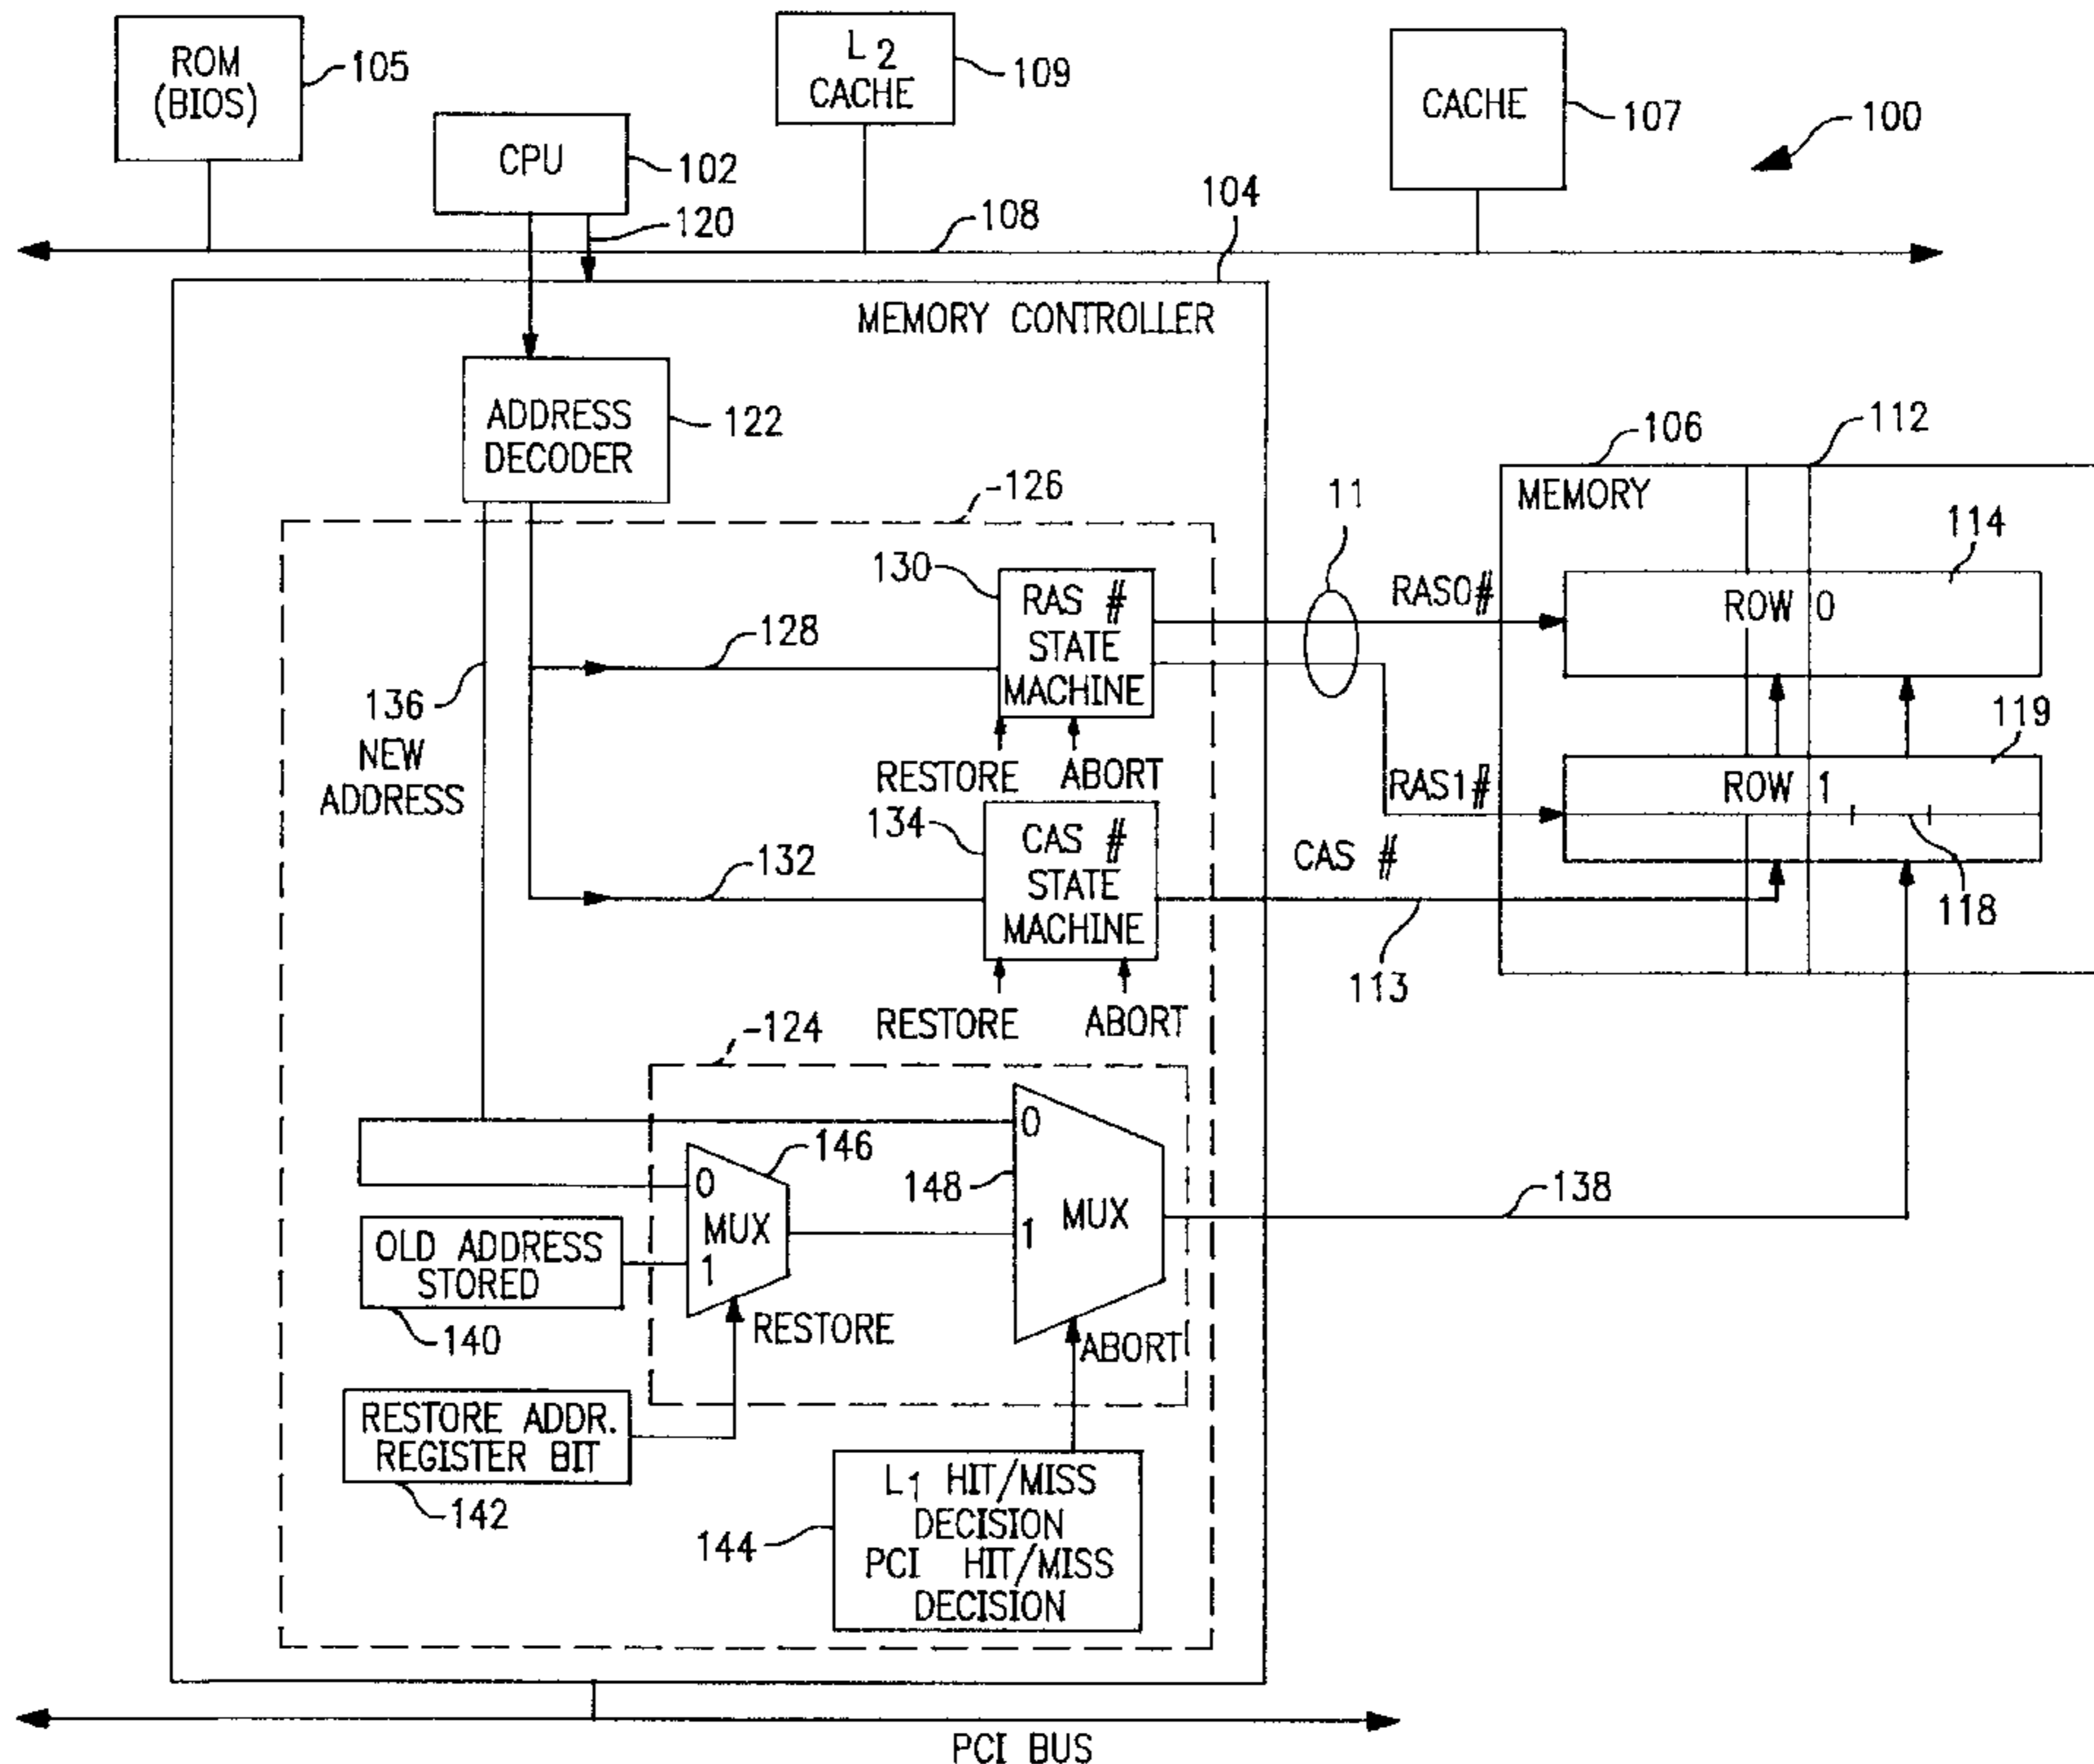 ROM
(BIOS)
105
L2
CACHE
109
CACHE
107
100
CPU
102
120
108
104
MEMORY CONTROLLER
ADDRESS
DECODER
122
-126
106
112
MEMORY
11
114
130
RAS #
STATE
MACHINE
RAS0#
ROW 0
128
136
NEW
ADDRESS
RESTORE
ABORT
119
RAS1#
ROW 1
134
CAS #
STATE
MACHINE
CAS #
132
118
113
RESTORE
ABORT
-124
0
146
0
148
MUX
MUX
1
1
138
OLD ADDRESS
STORED
140
RESTORE
ABORT
RESTORE ADDR.
REGISTER BIT
142
L1 HIT/MISS
DECISION
PCI HIT/MISS
DECISION
144
PCI BUS